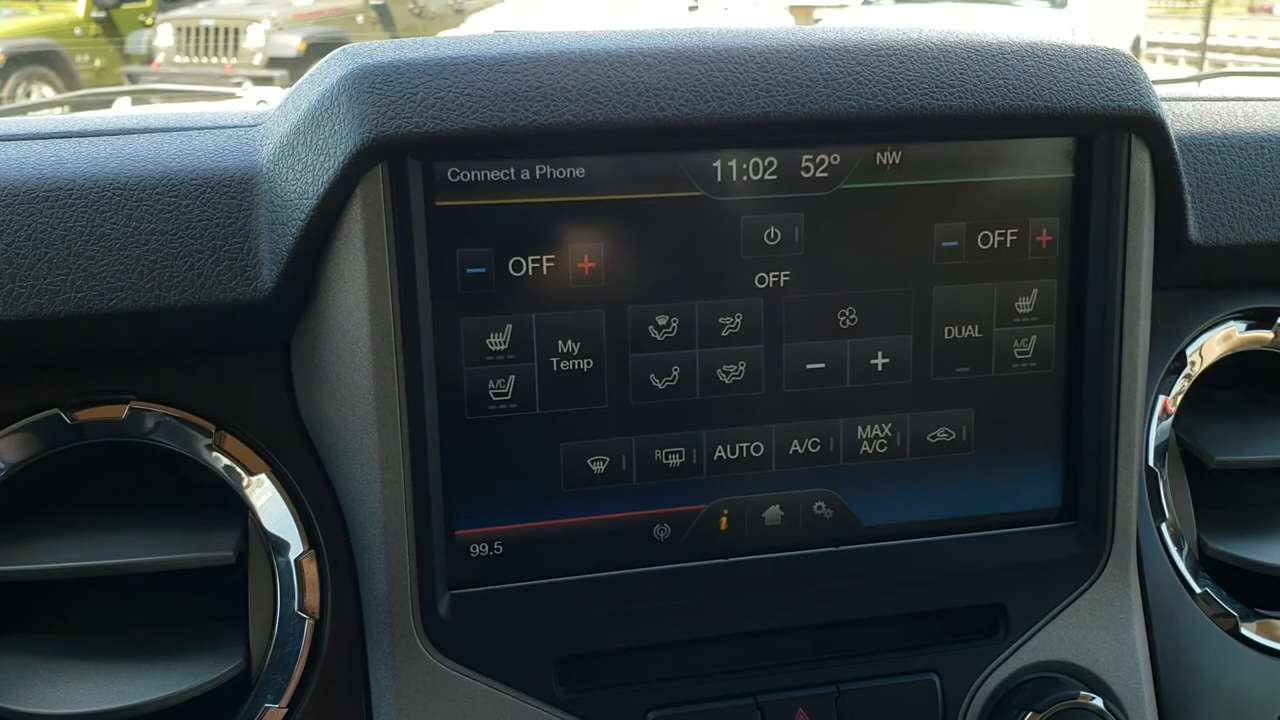 Connect a Phone
11:02 52° NW
OFF
OFF
OFF
My
Temp
A/C
DUAL
A/C
R
AUTO
A/C
MAX
A/C
i
99.5